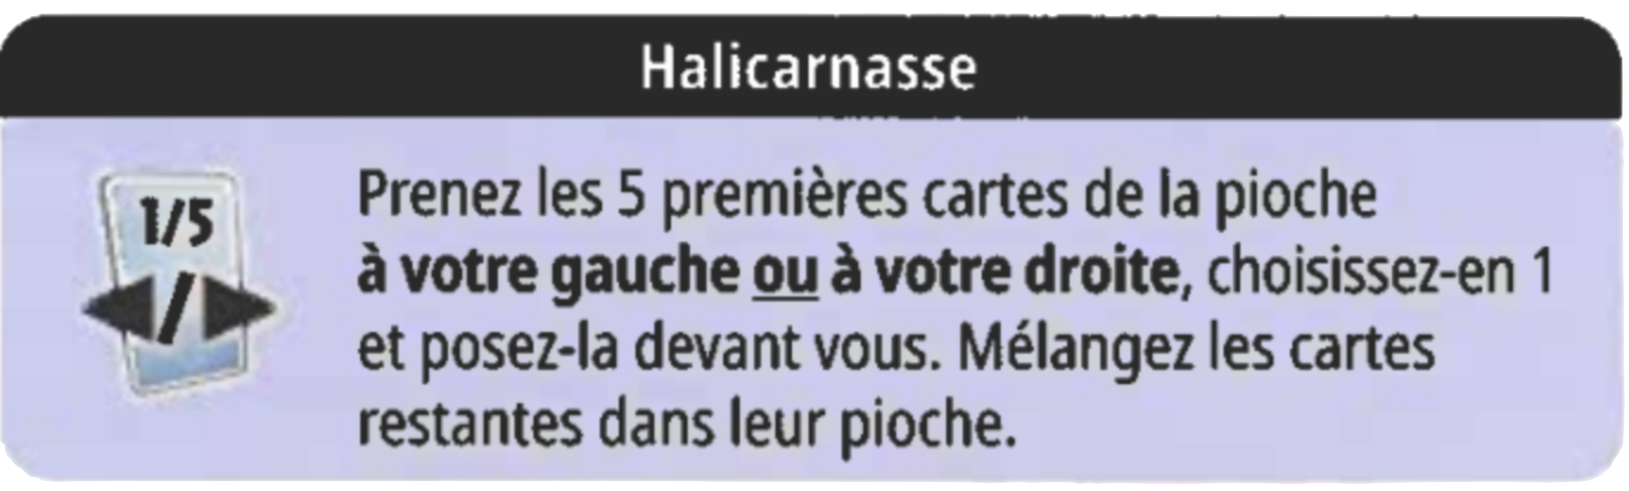 Halicarnasse
1/5
/
Prenez les 5 premières cartes de la pioche
à votre gauche ou à votre droite, choisissez-en 1
et posez-la devant vous. Mélangez les cartes
restantes dans leur pioche.